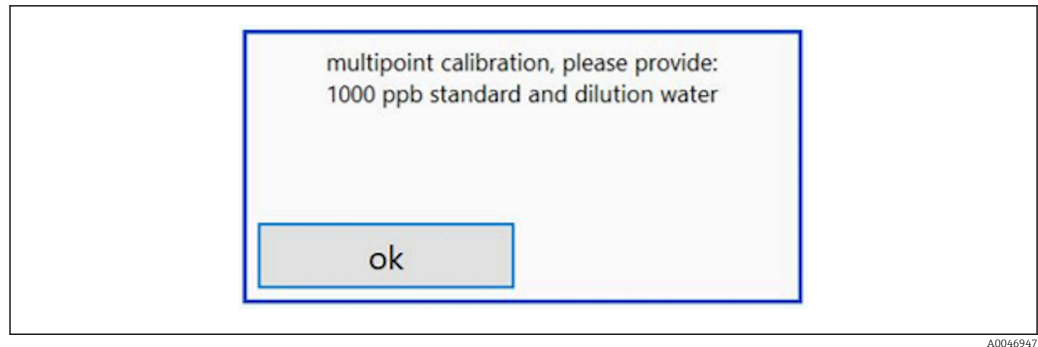 multipoint calibration, please provide:
1000 ppb standard and dilution water
ok
A0046947